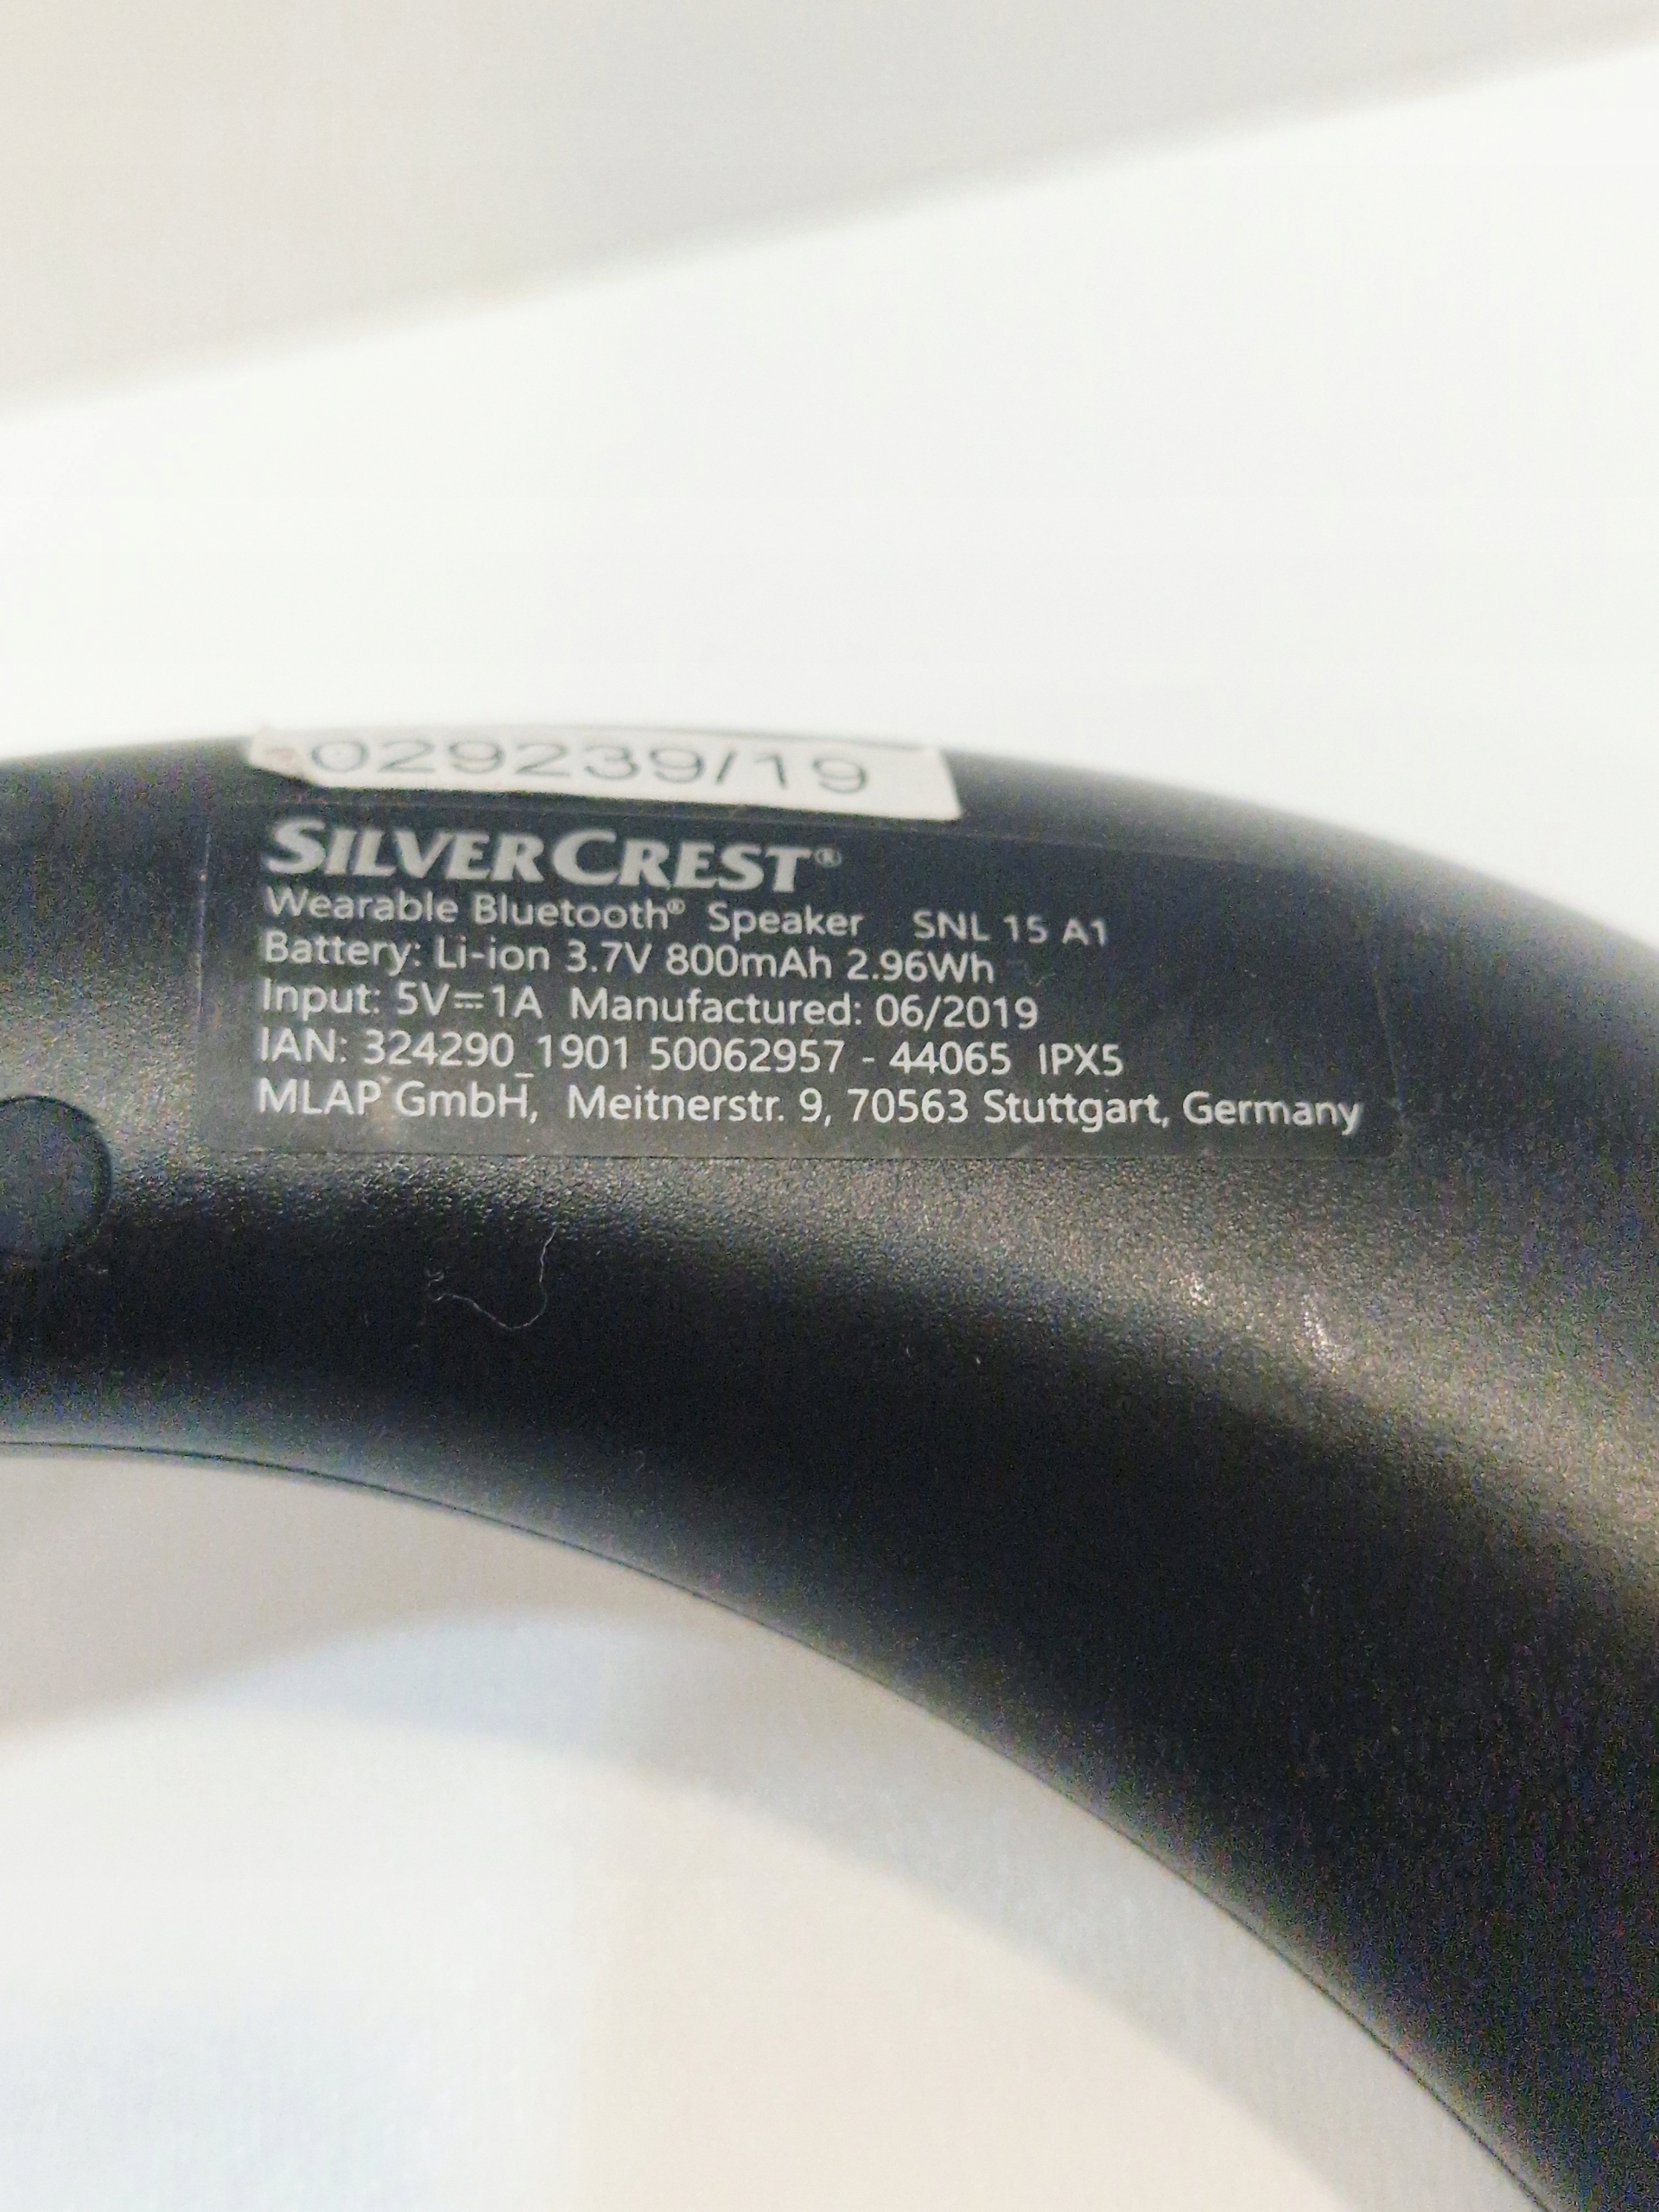 029239/19
SILVERCREST®
Wearable Bluetooth® Speaker SNL 15 A1
Battery: Li-ion 3.7V 800mAh 2.96Wh
Input: 5V⎓1A Manufactured: 06/2019
IAN: 324290_1901 50062957 - 44065 IPX5
MLAP GmbH, Meitnerstr. 9, 70563 Stuttgart, Germany